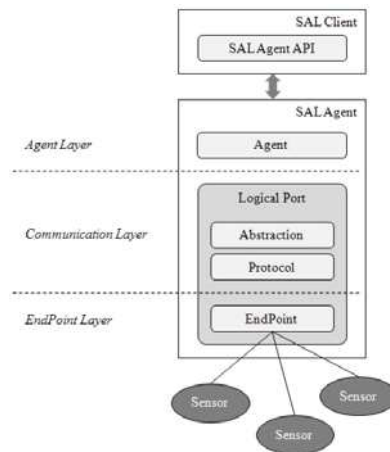 SAL Client
SAL Agent API
SAL Agent
Agent Layer
Agent
Logical Port
Communication Layer
Abstraction
Protocol
EndPoint Layer
EndPoint
Sensor
Sensor
Sensor